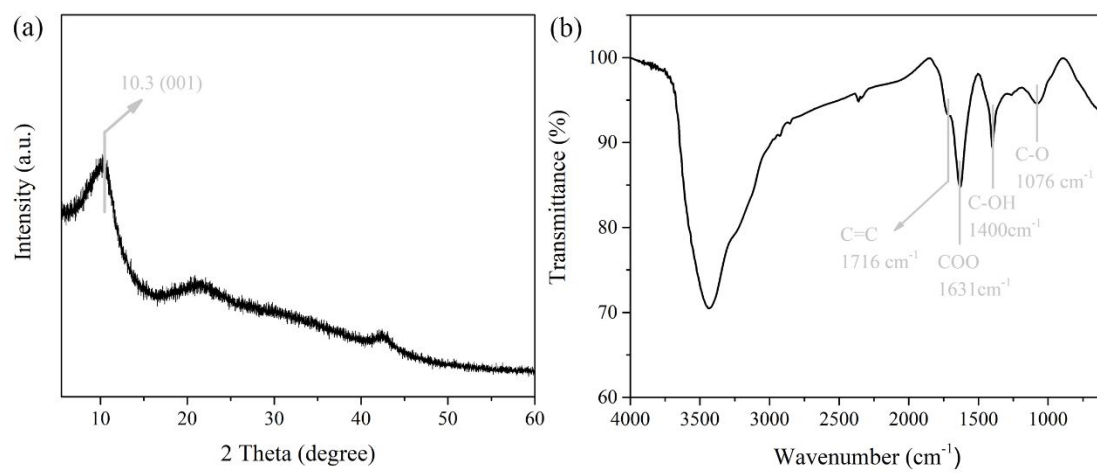 (a)
10.3 (001)
Intensity (a.u.)
10 20 30 40 50 60
2 Theta (degree)
(b)
100
90
80
70
60
Transmittance (%)
C-O
1076 cm⁻¹
C-OH
1400cm⁻¹
C=C
1716 cm⁻¹
COO
1631cm⁻¹
4000 3500 3000 2500 2000 1500 1000
Wavenumber (cm⁻¹)